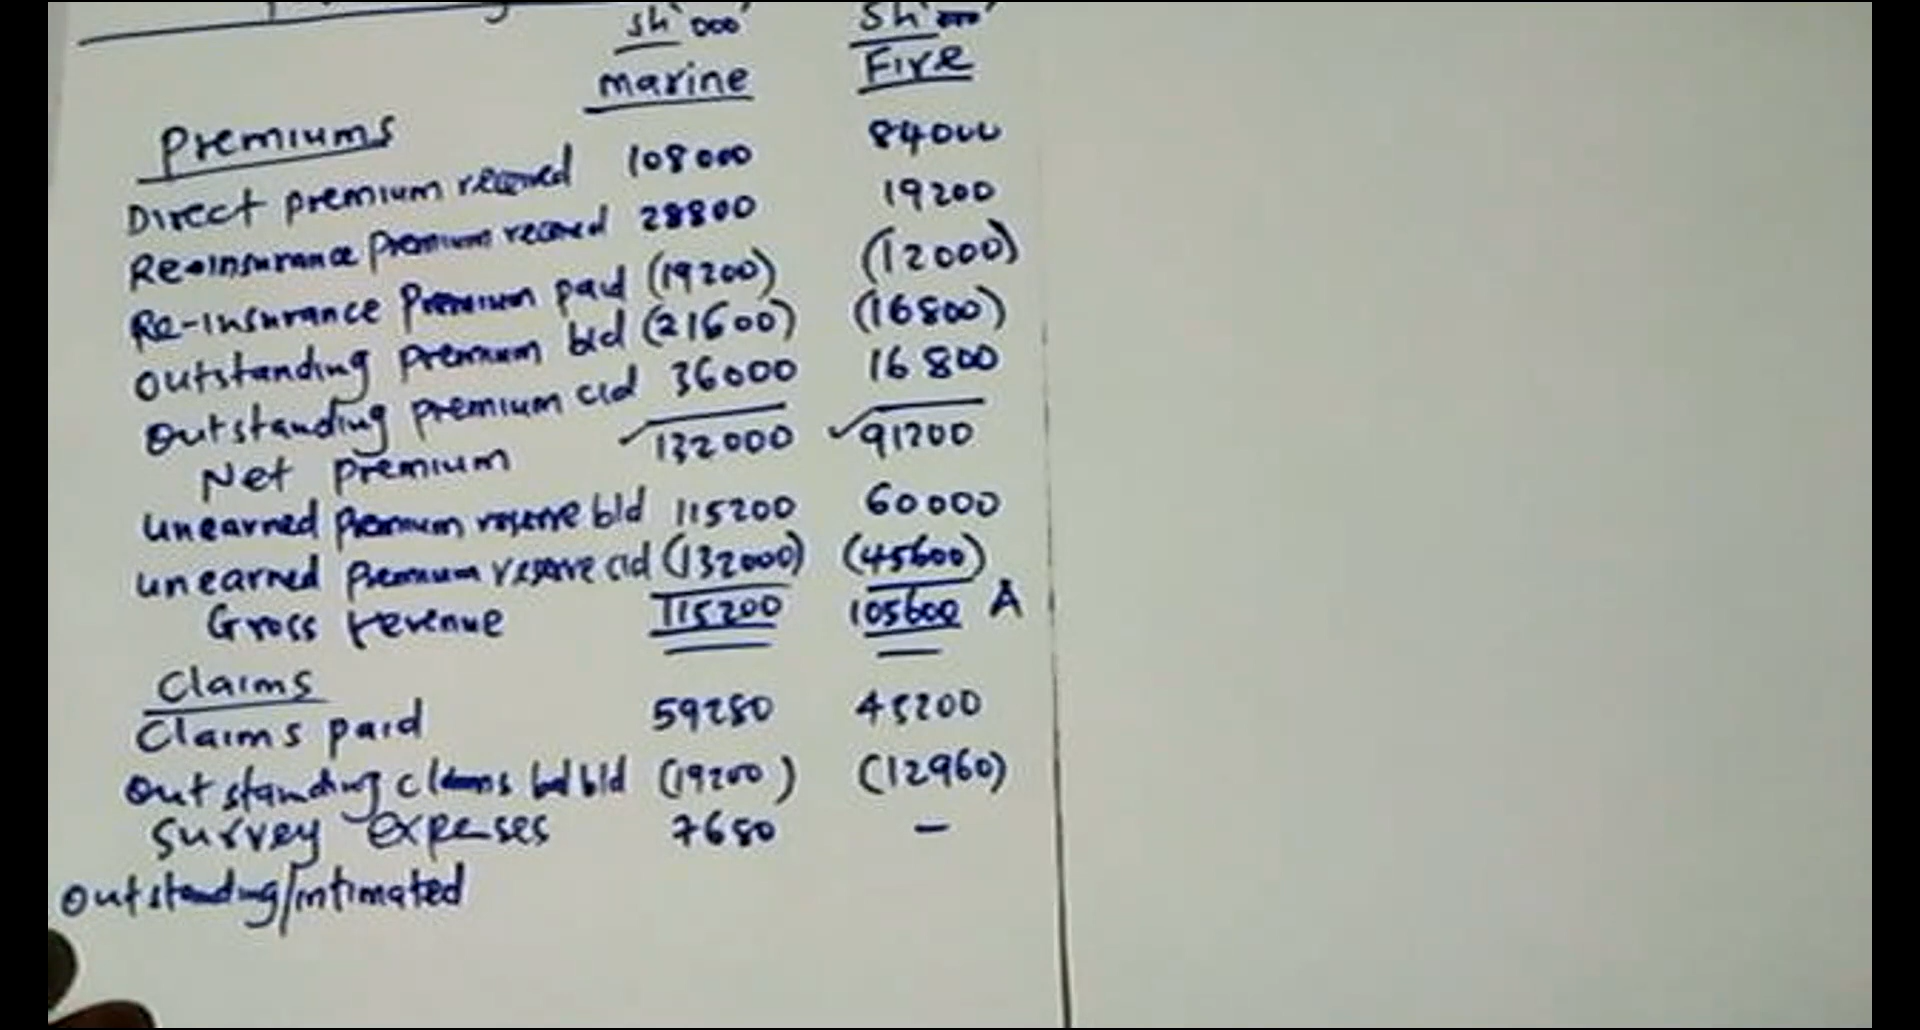 sh' 000' sh' 000'
marine Fire
Premiums
Direct premium received 108000 84000
Re-insurance premium received 28800 19200
Re-insurance Premium paid (19200) (12000)
Outstanding premium bld (21600) (16800)
Outstanding premium cld 36000 16800
Net premium 132000 91200
unearned premium reserve bld 115200 60000
unearned premium reserve cld (132000) (45600)
Gross revenue 115200 105600 A
Claims
Claims paid 59280 45200
Outstanding claims bld (19200) (12960)
Survey expenses 7680 –
Outstanding/intimated